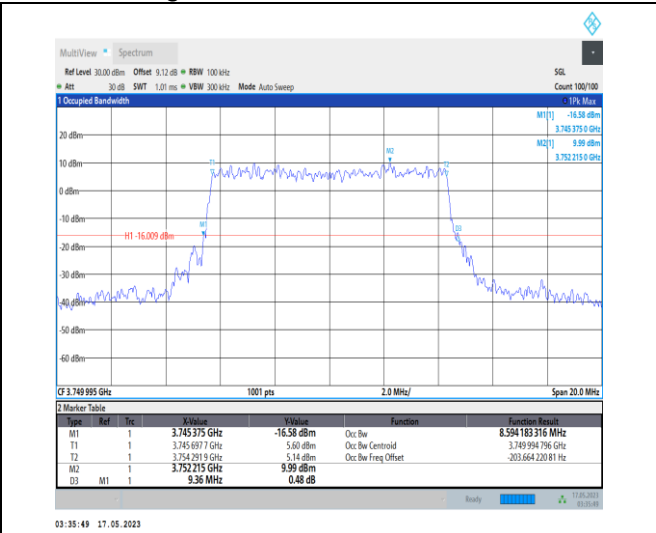 MultiView Spectrum
Ref Level 30.00 dBm Offset 9.12 dB RBW 100 kHz SGL
Att 30 dB SWT 1.01 ms VBW 300 kHz Mode Auto Sweep Count 100/100
1 Occupied Bandwidth 1Pk Max
M1[1] -16.58 dBm
3.745 375 0 GHz
M2[1] 9.99 dBm
3.752 215 0 GHz
20 dBm
M2
10 dBm
T1 T2
0 dBm
-10 dBm
M1
D3
H1 -16.009 dBm
-20 dBm
-30 dBm
-40 dBm
-50 dBm
-60 dBm
CF 3.749 995 GHz 1001 pts 2.0 MHz/ Span 20.0 MHz
2 Marker Table
Type Ref Trc X-Value Y-Value Function Function Result
M1 1 3.745 375 GHz -16.58 dBm Occ Bw 8.594 183 316 MHz
T1 1 3.745 697 7 GHz 5.60 dBm Occ Bw Centroid 3.749 994 796 GHz
T2 1 3.754 291 9 GHz 5.14 dBm Occ Bw Freq Offset -203.664 220 81 Hz
M2 1 3.752 215 GHz 9.99 dBm
D3 M1 1 9.36 MHz 0.48 dB
Ready 17.05.2023
03:35:49
03:35:49 17.05.2023